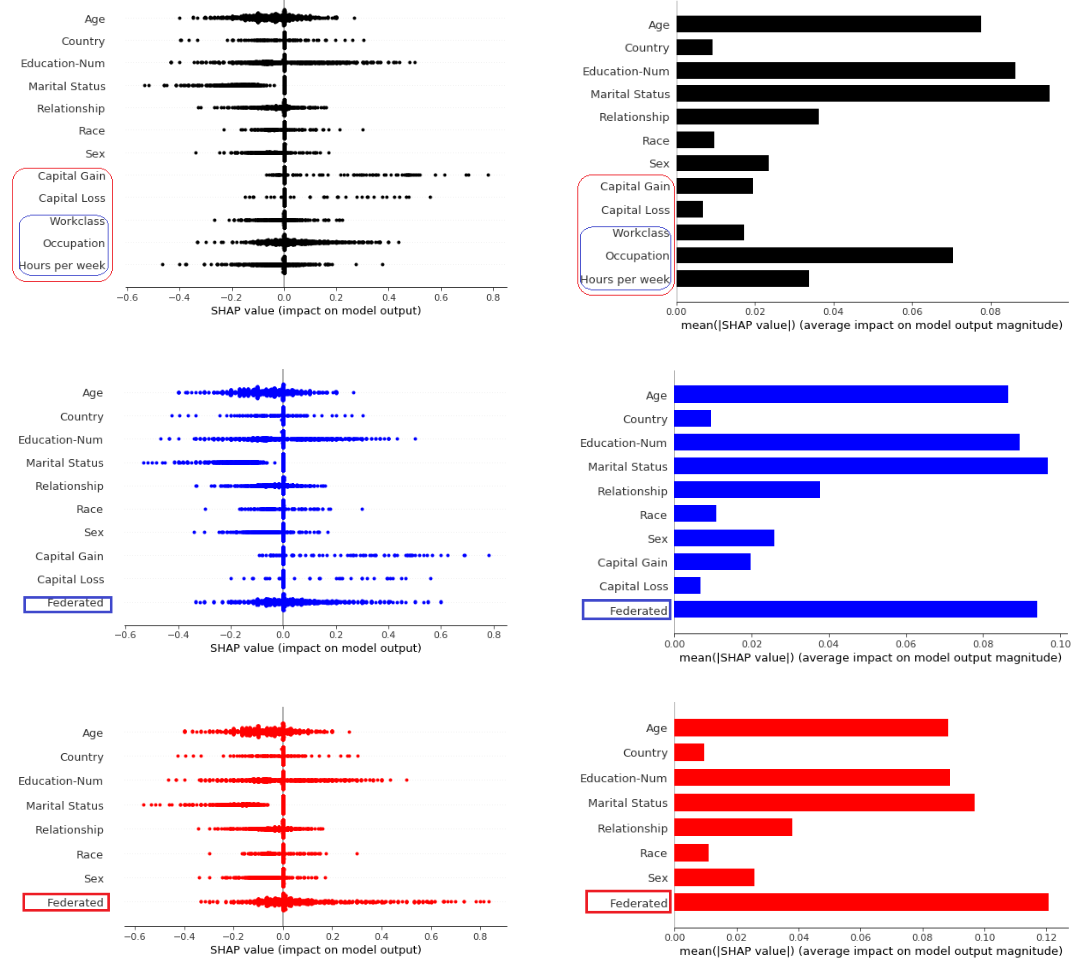 Age
Country
Education-Num
Marital Status
Relationship
Race
Sex
Capital Gain
Capital Loss
Workclass
Occupation
Hours per week
−0.6 −0.4 −0.2 0.0 0.2 0.4 0.6 0.8
SHAP value (impact on model output)
Age
Country
Education-Num
Marital Status
Relationship
Race
Sex
Capital Gain
Capital Loss
Workclass
Occupation
Hours per week
0.00 0.02 0.04 0.06 0.08
mean(|SHAP value|) (average impact on model output magnitude)
Age
Country
Education-Num
Marital Status
Relationship
Race
Sex
Capital Gain
Capital Loss
Federated
−0.6 −0.4 −0.2 0.0 0.2 0.4 0.6 0.8
SHAP value (impact on model output)
Age
Country
Education-Num
Marital Status
Relationship
Race
Sex
Capital Gain
Capital Loss
Federated
0.00 0.02 0.04 0.06 0.08 0.10
mean(|SHAP value|) (average impact on model output magnitude)
Age
Country
Education-Num
Marital Status
Relationship
Race
Sex
Federated
−0.6 −0.4 −0.2 0.0 0.2 0.4 0.6 0.8
SHAP value (impact on model output)
Age
Country
Education-Num
Marital Status
Relationship
Race
Sex
Federated
0.00 0.02 0.04 0.06 0.08 0.10 0.12
mean(|SHAP value|) (average impact on model output magnitude)